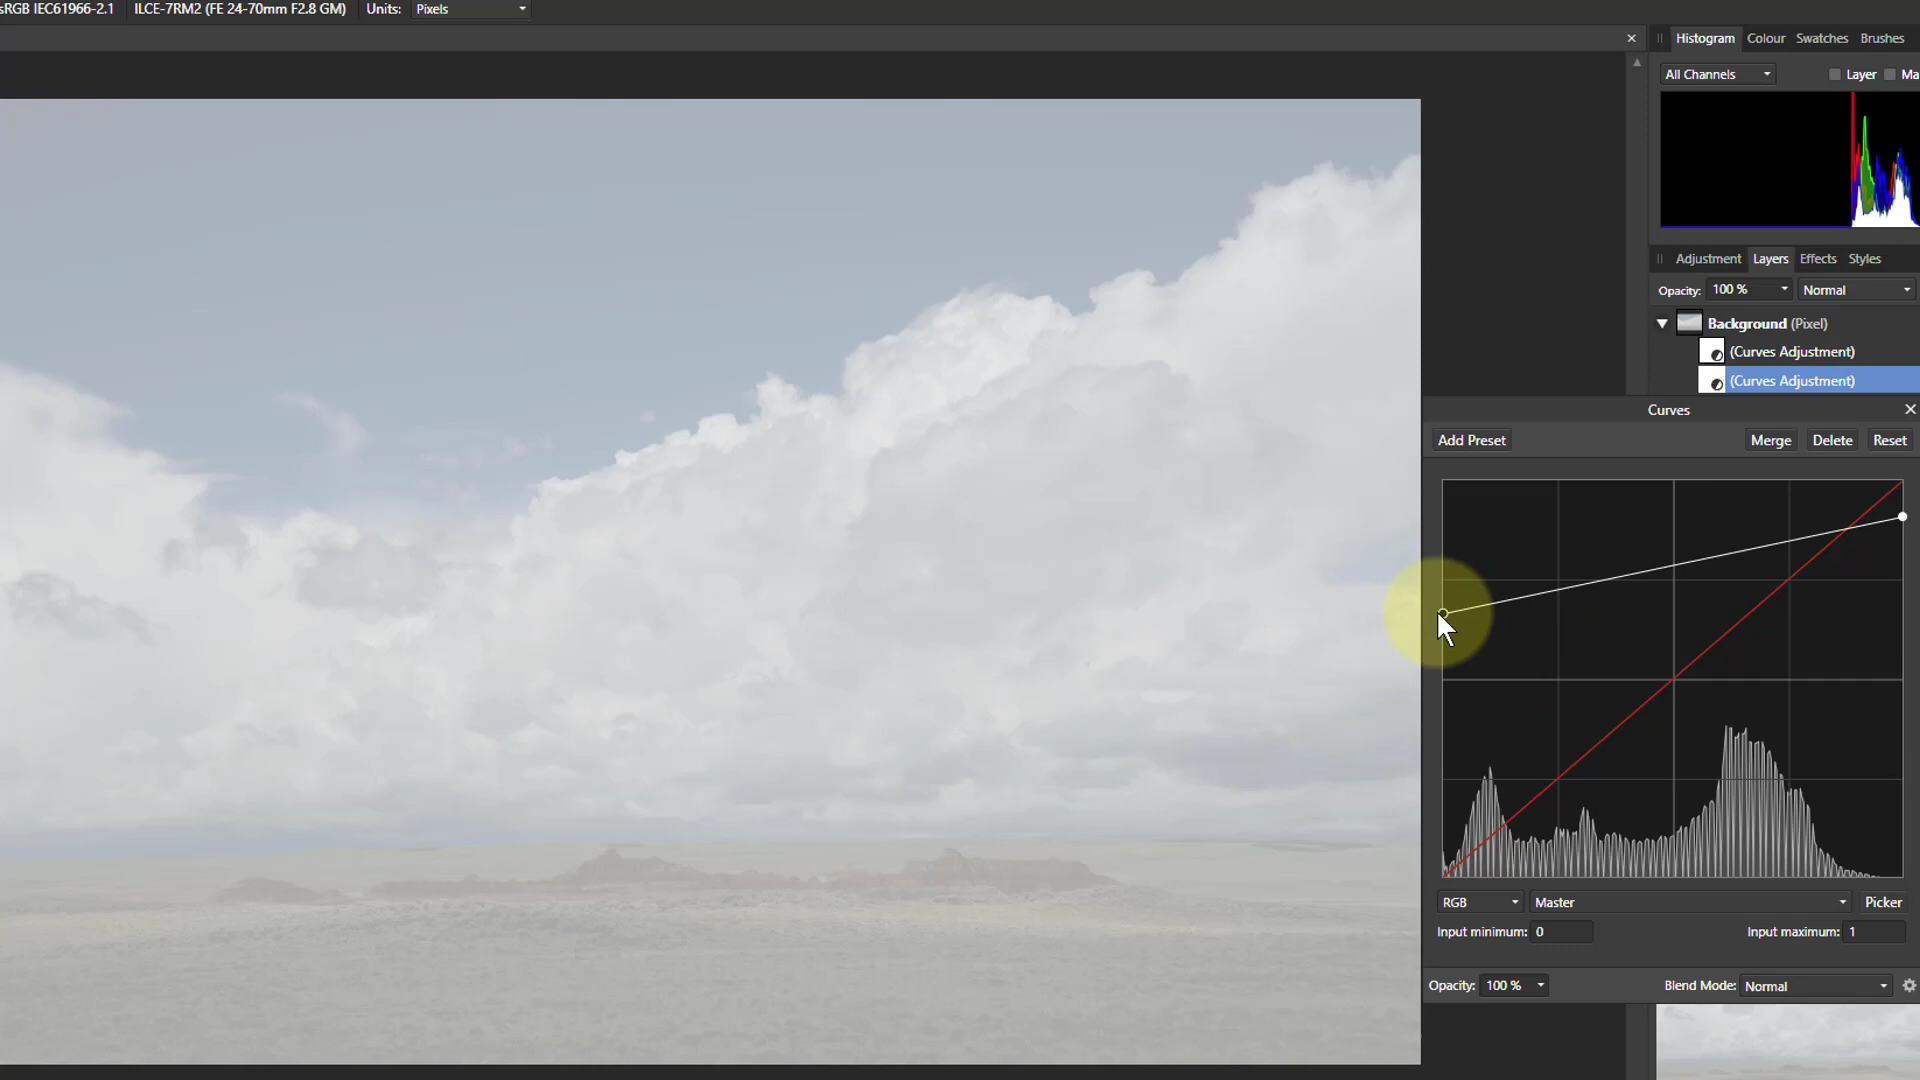 sRGB IEC61966-2.1 ILCE-7RM2 (FE 24-70mm F2.8 GM) Units: Pixels
Histogram Colour Swatches Brushes
All Channels Layer Ma
Adjustment Layers Effects Styles
Opacity: 100 % Normal
Background (Pixel)
(Curves Adjustment)
(Curves Adjustment)
Curves
Add Preset Merge Delete Reset
RGB Master Picker
Input minimum: 0 Input maximum: 1
Opacity: 100 % Blend Mode: Normal